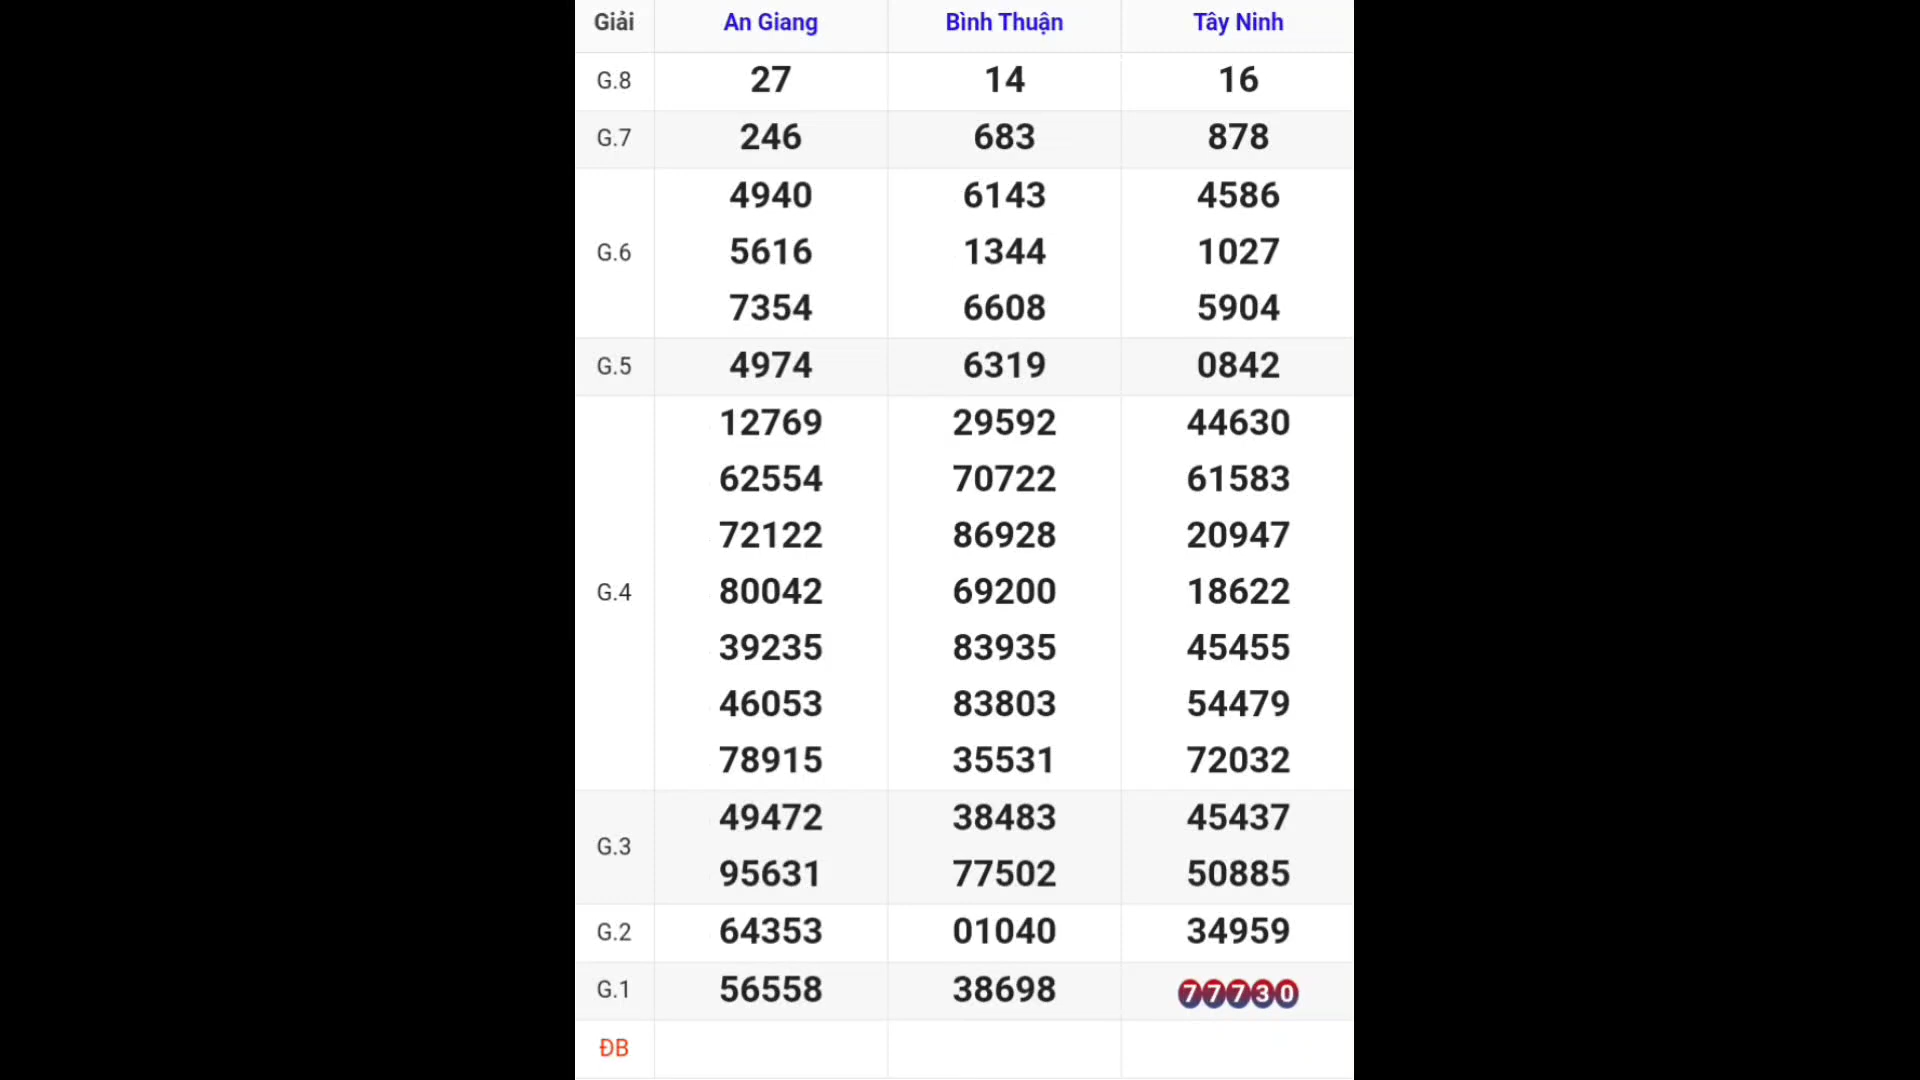 Giải An Giang Bình Thuận Tây Ninh
G.8 27 14 16
G.7 246 683 878
4940 6143 4586
G.6 5616 1344 1027
7354 6608 5904
G.5 4974 6319 0842
12769 29592 44630
62554 70722 61583
72122 86928 20947
G.4 80042 69200 18622
39235 83935 45455
46053 83803 54479
78915 35531 72032
49472 38483 45437
G.3
95631 77502 50885
G.2 64353 01040 34959
G.1 56558 38698 77730
ĐB